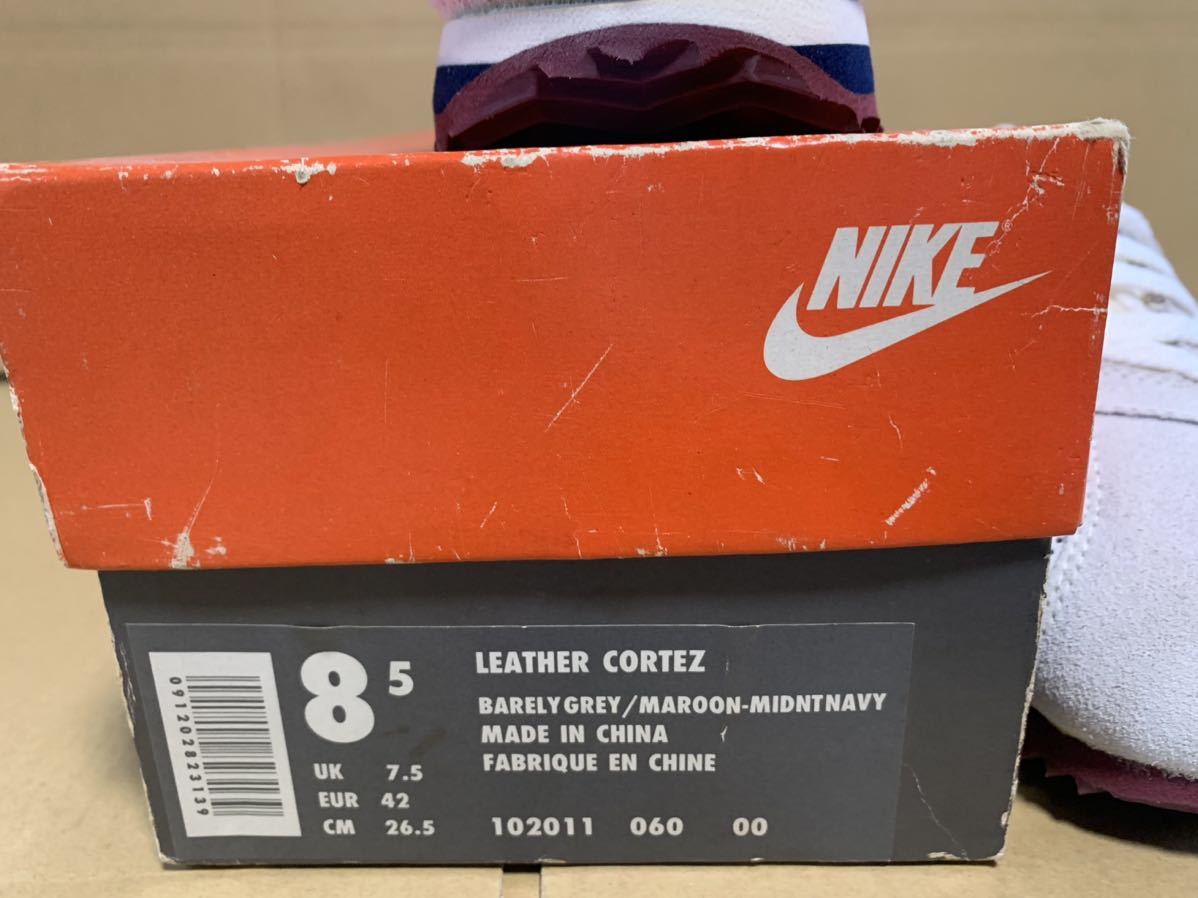 NIKE®
091202823139
8 5
UK 7.5
EUR 42
CM 26.5
LEATHER CORTEZ
BARELYGREY/MAROON-MIDNTNAVY
MADE IN CHINA
FABRIQUE EN CHINE
102011 060 00